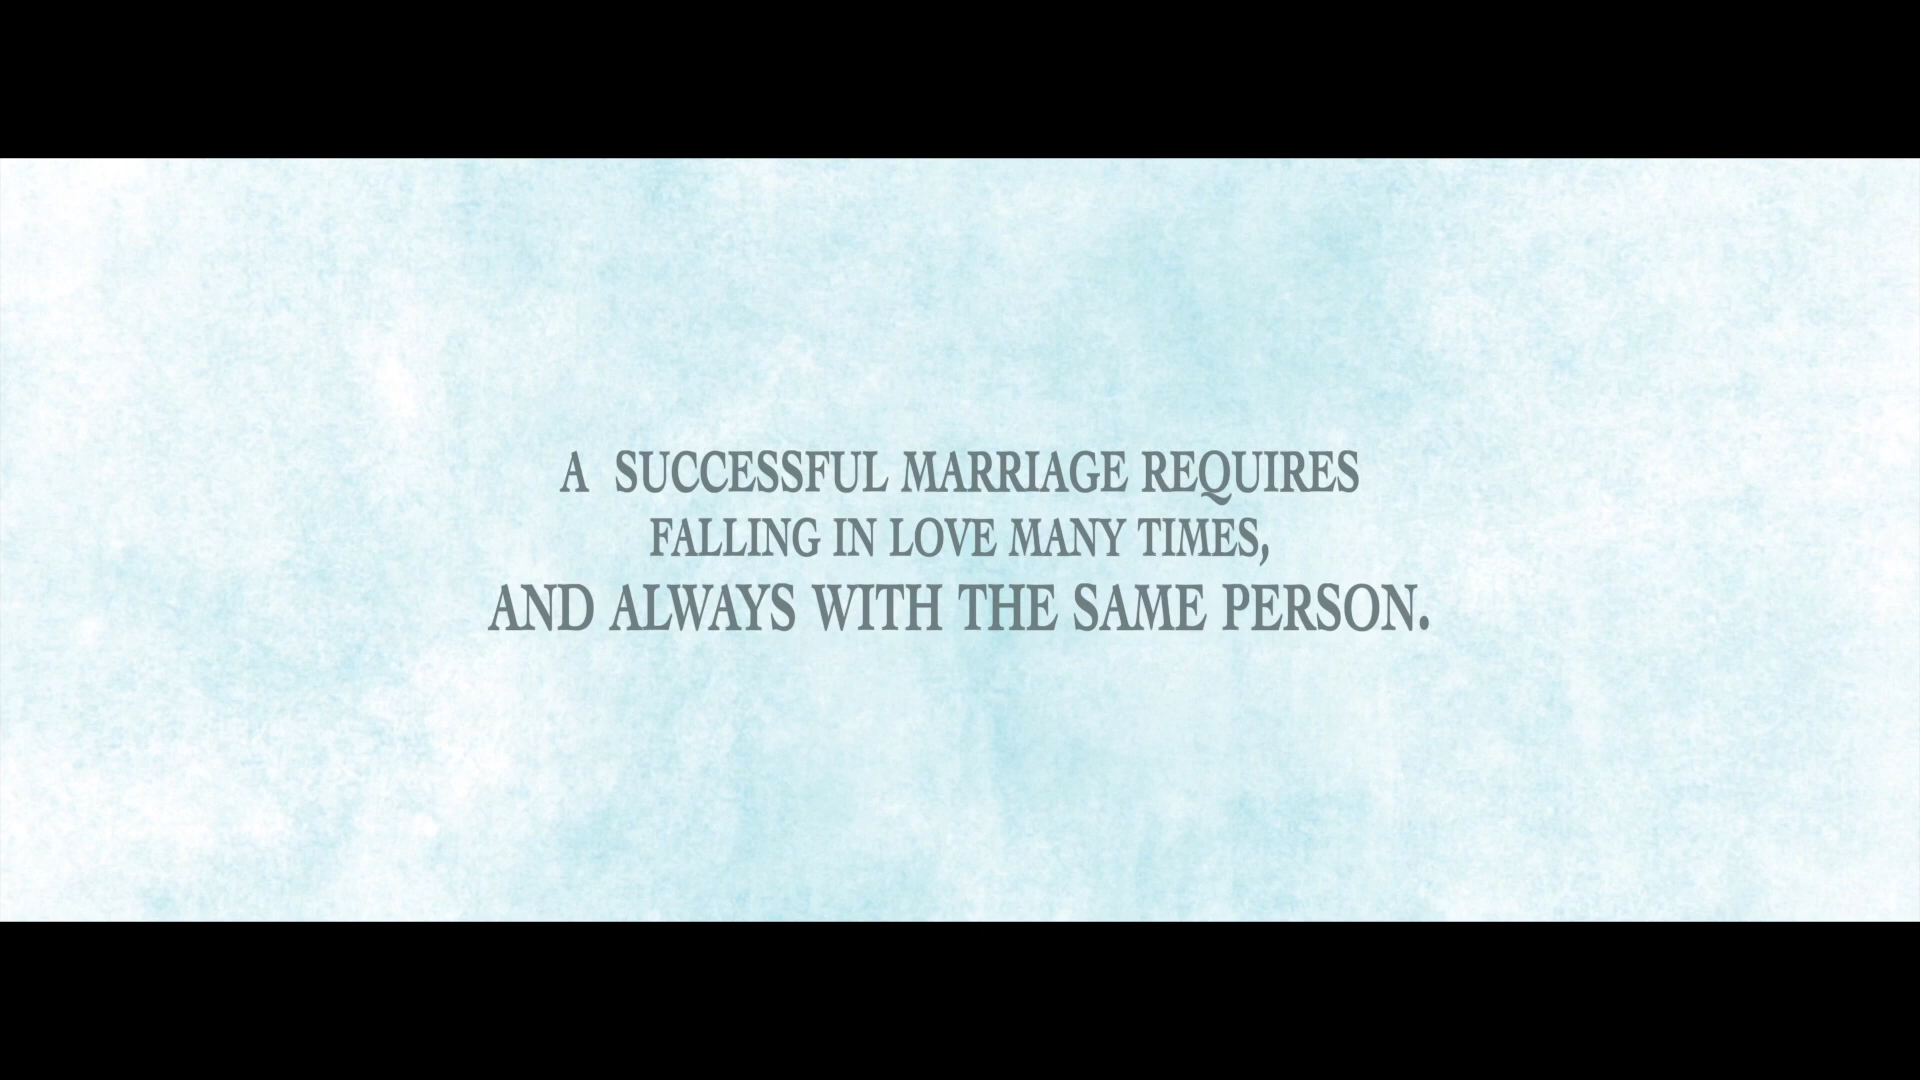 A SUCCESSFUL MARRIAGE REQUIRES
FALLING IN LOVE MANY TIMES,
AND ALWAYS WITH THE SAME PERSON.